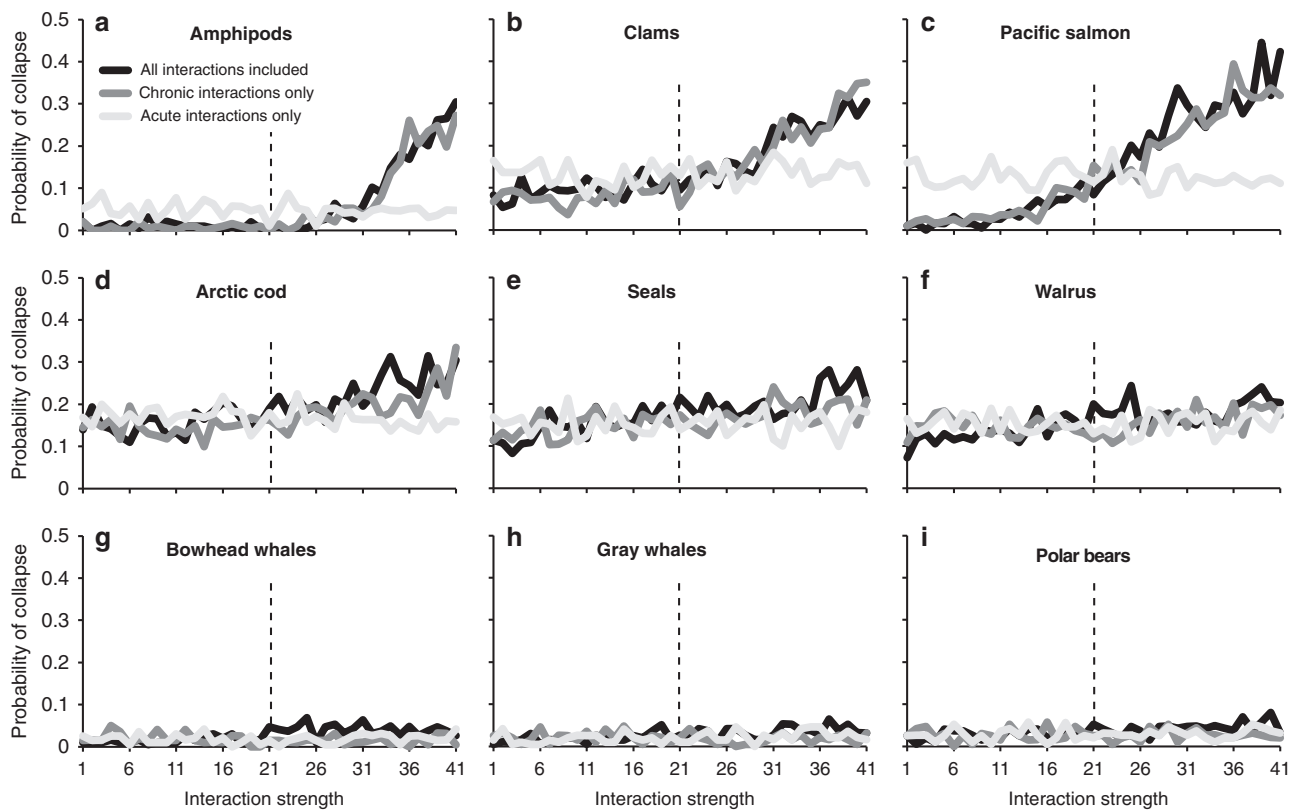 a
Amphipods
b
Clams
c
Pacific salmon
Probability of collapse
0.5
0.4
0.3
0.2
0.1
0
All interactions included
Chronic interactions only
Acute interactions only
d
Arctic cod
e
Seals
f
Walrus
Probability of collapse
0.5
0.4
0.3
0.2
0.1
0
g
Bowhead whales
h
Gray whales
i
Polar bears
Probability of collapse
0.5
0.4
0.3
0.2
0.1
0
1 6 11 16 21 26 31 36 41
1 6 11 16 21 26 31 36 41
1 6 11 16 21 26 31 36 41
Interaction strength
Interaction strength
Interaction strength